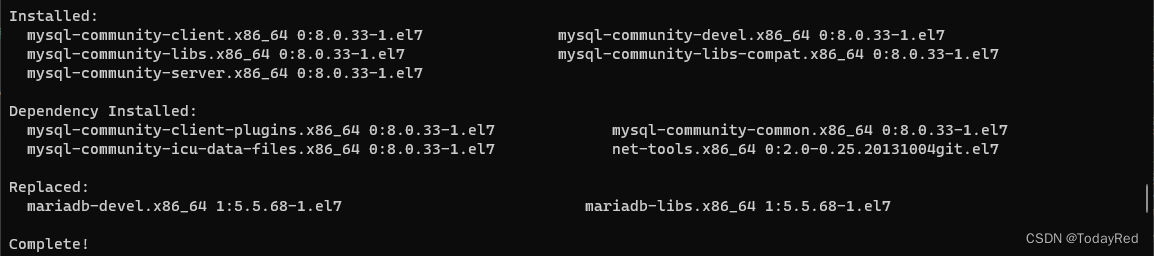 Installed:
mysql-community-client.x86_64 0:8.0.33-1.el7 mysql-community-devel.x86_64 0:8.0.33-1.el7
mysql-community-libs.x86_64 0:8.0.33-1.el7 mysql-community-libs-compat.x86_64 0:8.0.33-1.el7
mysql-community-server.x86_64 0:8.0.33-1.el7
Dependency Installed:
mysql-community-client-plugins.x86_64 0:8.0.33-1.el7 mysql-community-common.x86_64 0:8.0.33-1.el7
mysql-community-icu-data-files.x86_64 0:8.0.33-1.el7 net-tools.x86_64 0:2.0-0.25.20131004git.el7
Replaced:
mariadb-devel.x86_64 1:5.5.68-1.el7 mariadb-libs.x86_64 1:5.5.68-1.el7
Complete!
CSDN @TodayRed